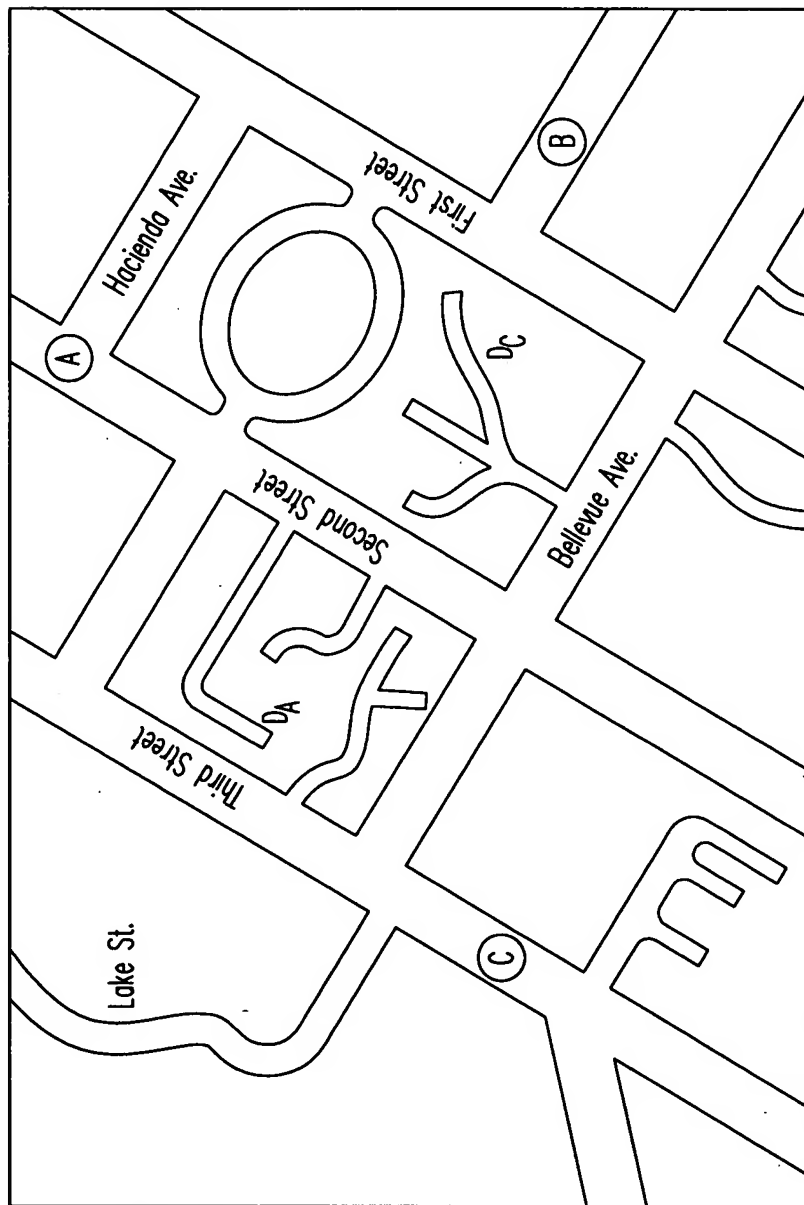 Lake St.
Third Street
Second Street
First Street
Hacienda Ave.
Bellevue Ave.
A
B
C
DA
DC